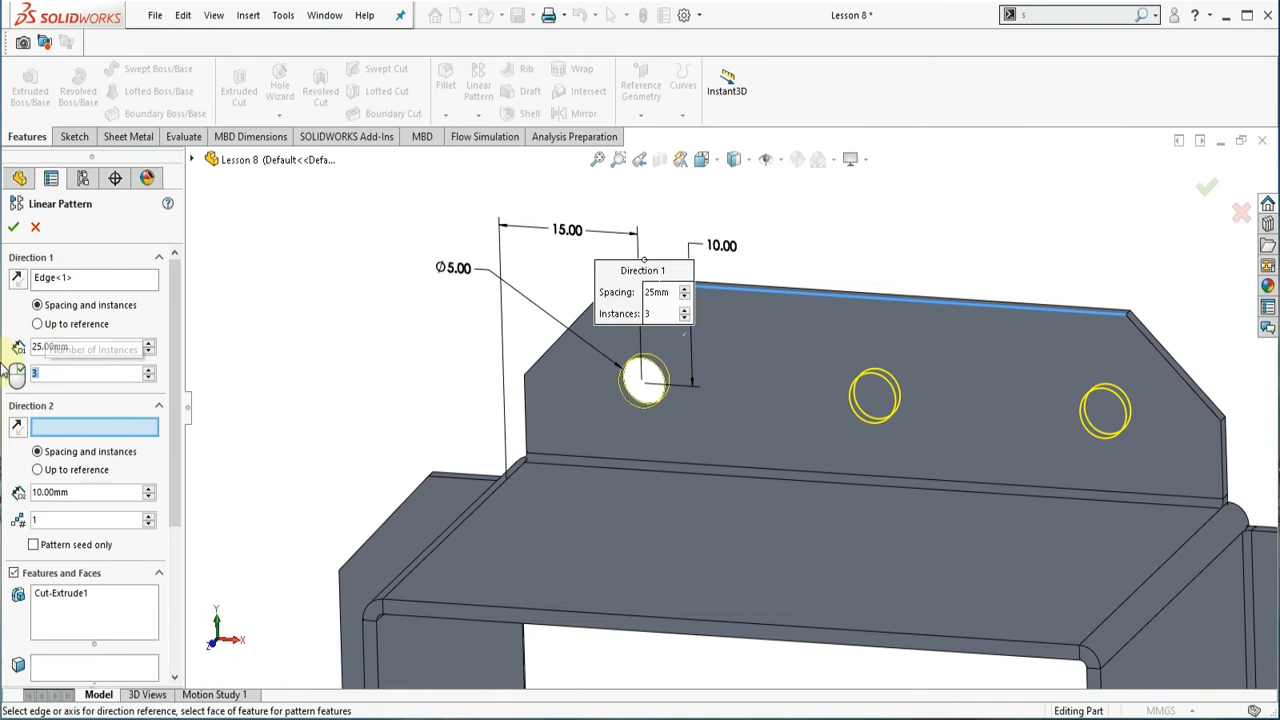 SOLIDWORKS File Edit View Insert Tools Window Help Lesson 8 * s ?
Extruded Boss/Base
Revolved Boss/Base
Swept Boss/Base
Lofted Boss/Base
Boundary Boss/Base
Extruded Cut
Hole Wizard
Revolved Cut
Swept Cut
Lofted Cut
Boundary Cut
Fillet
Linear Pattern
Rib
Draft
Shell
Wrap
Intersect
Mirror
Reference Geometry
Curves
Instant3D
Features Sketch Sheet Metal Evaluate MBD Dimensions SOLIDWORKS Add-Ins MBD Flow Simulation Analysis Preparation
Lesson 8 (Default<<Defa...
Linear Pattern
Direction 1
Edge<1>
Spacing and instances
Up to reference
25.00mm
Number of Instances
3
Direction 2
Spacing and instances
Up to reference
10.00mm
1
Pattern seed only
Features and Faces
Cut-Extrude1
15.00
10.00
Ø5.00
Direction 1
Spacing: 25mm
Instances: 3
Y
X
Z
Model 3D Views Motion Study 1
Select edge or axis for direction reference, select face of feature for pattern features Editing Part MMGS